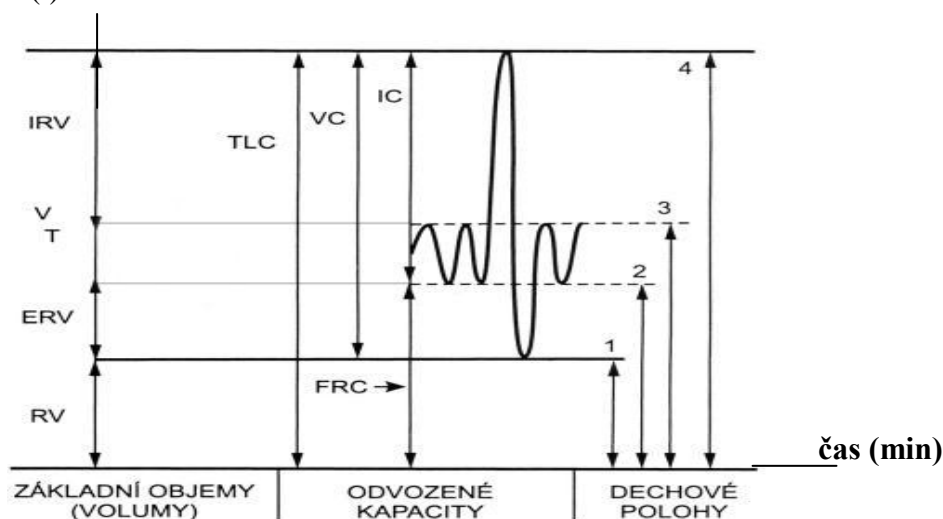 IRV
V
T
ERV
RV
TLC
VC
IC
FRC
1
2
3
4
čas (min)
ZÁKLADNÍ OBJEMY
(VOLUMY)
ODVOZENÉ
KAPACITY
DECHOVÉ
POLOHY